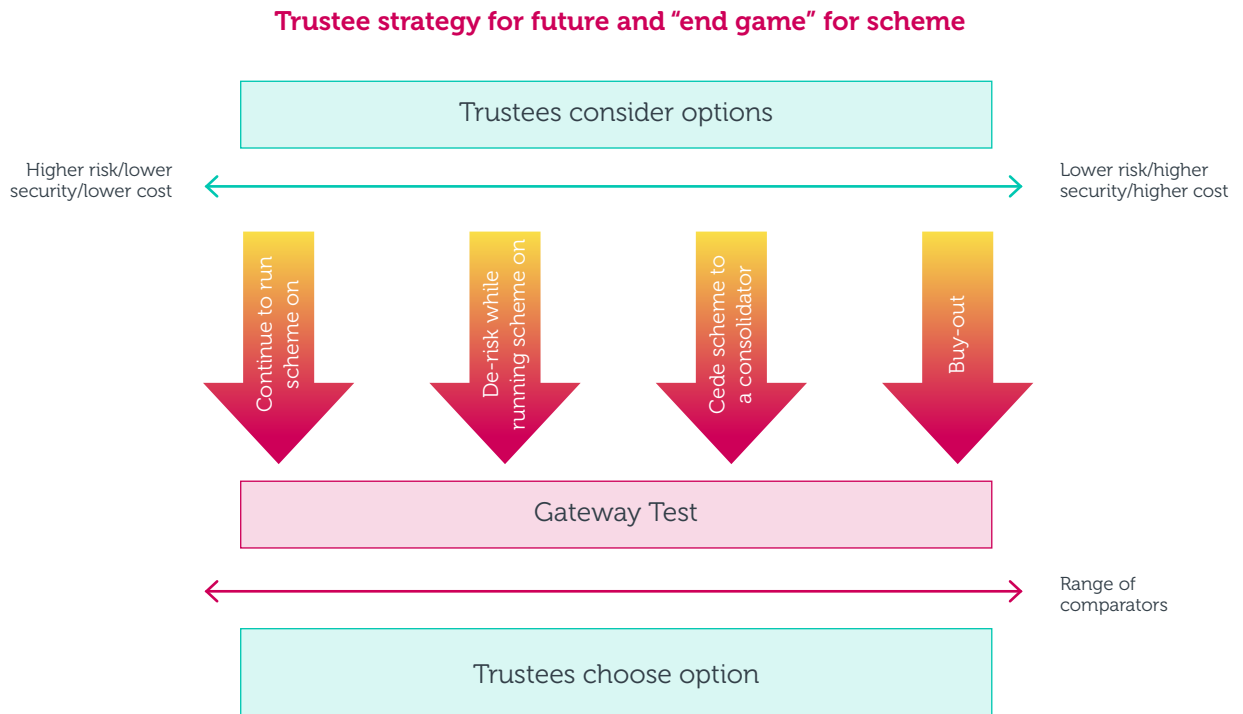 Trustee strategy for future and “end game” for scheme
Trustees consider options
Higher risk/lower
security/lower cost
Lower risk/higher
security/higher cost
Continue to run
scheme on
De-risk while
running scheme on
Cede scheme to
a consolidator
Buy-out
Gateway Test
Range of
comparators
Trustees choose option